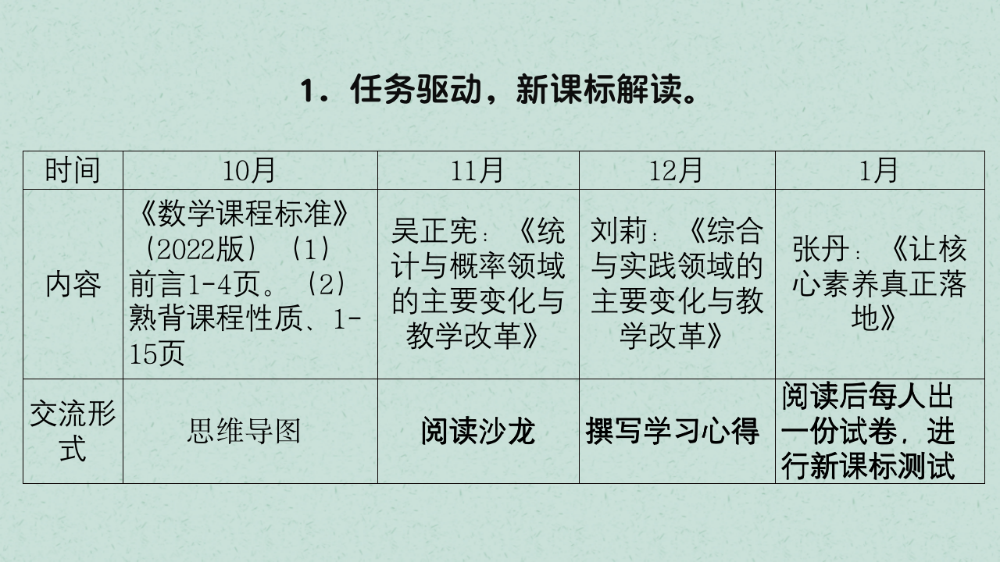 1．任务驱动，新课标解读。
时间
10月
11月
12月
1月
内容
《数学课程标准》
（2022版）（1）
前言1-4页。（2）
熟背课程性质、1-
15页
吴正宪：《统
计与概率领域
的主要变化与
教学改革》
刘莉：《综合
与实践领域的
主要变化与教
学改革》
张丹：《让核
心素养真正落
地》
交流形
式
思维导图
阅读沙龙
撰写学习心得
阅读后每人出
一份试卷，进
行新课标测试